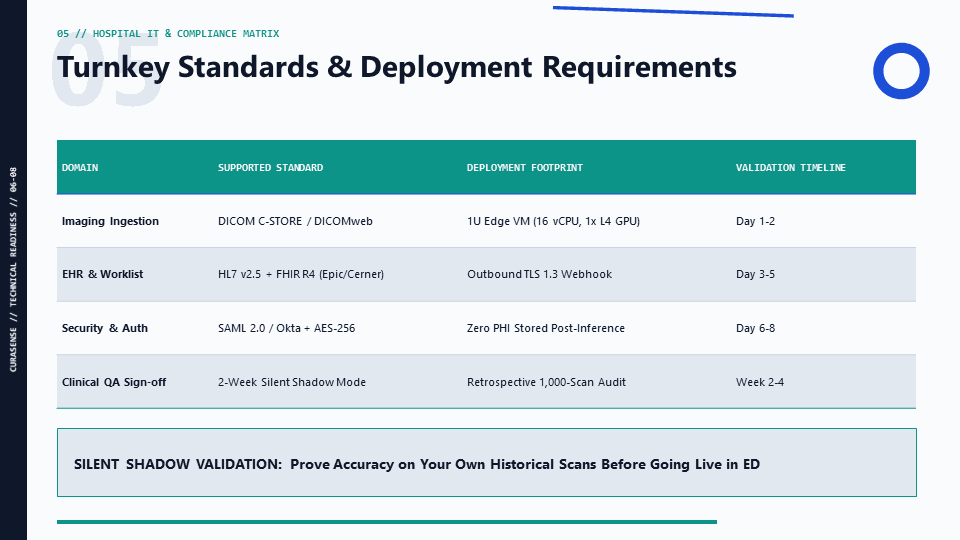 05 // HOSPITAL IT & COMPLIANCE MATRIX
05
Turnkey Standards & Deployment Requirements
CURASENSE // TECHNICAL READINESS // 06-08
DOMAIN SUPPORTED STANDARD DEPLOYMENT FOOTPRINT VALIDATION TIMELINE
Imaging Ingestion DICOM C-STORE / DICOMweb 1U Edge VM (16 vCPU, 1x L4 GPU) Day 1-2
EHR & Worklist HL7 v2.5 + FHIR R4 (Epic/Cerner) Outbound TLS 1.3 Webhook Day 3-5
Security & Auth SAML 2.0 / Okta + AES-256 Zero PHI Stored Post-Inference Day 6-8
Clinical QA Sign-off 2-Week Silent Shadow Mode Retrospective 1,000-Scan Audit Week 2-4
SILENT SHADOW VALIDATION: Prove Accuracy on Your Own Historical Scans Before Going Live in ED